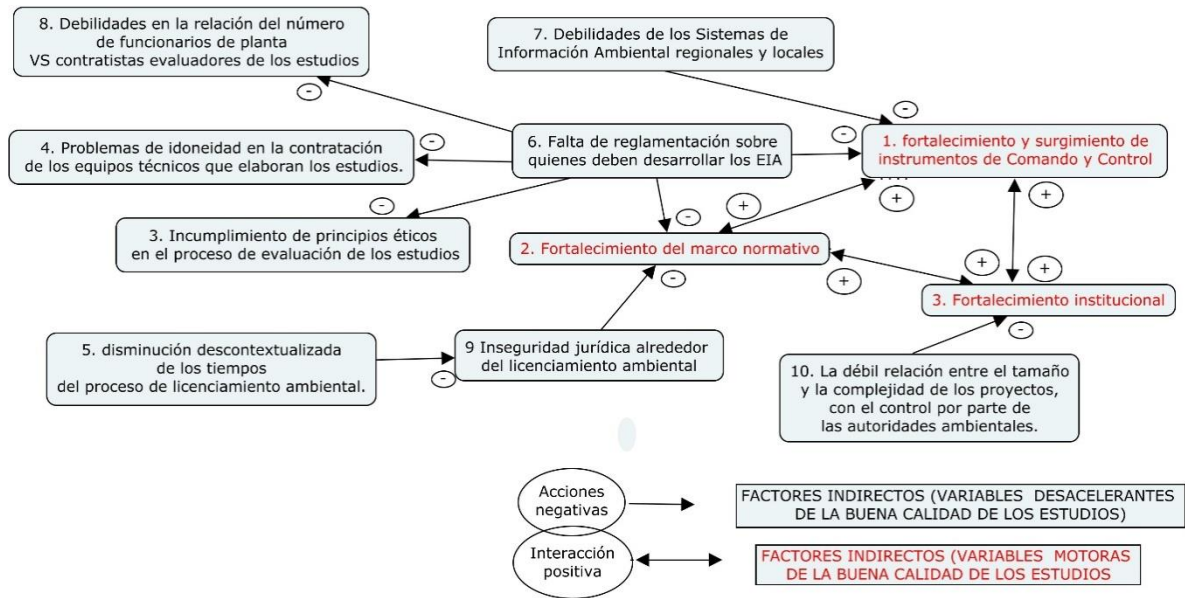 8. Debilidades en la relación del número
de funcionarios de planta
VS contratistas evaluadores de los estudios
7. Debilidades de los Sistemas de
Información Ambiental regionales y locales
-
-
4. Problemas de idoneidad en la contratación
de los equipos técnicos que elaboran los estudios.
-
6. Falta de reglamentación sobre
quienes deben desarrollar los EIA
-
1. fortalecimiento y surgimiento de
instrumentos de Comando y Control
-
3. Incumplimiento de principios éticos
en el proceso de evaluación de los estudios
-
+
+
+
2. Fortalecimiento del marco normativo
-
+
+
+
3. Fortalecimiento institucional
-
5. disminución descontextualizada
de los tiempos
del proceso de licenciamiento ambiental.
-
9 Inseguridad jurídica alrededor
del licenciamiento ambiental
10. La débil relación entre el tamaño
y la complejidad de los proyectos,
con el control por parte de
las autoridades ambientales.
Acciones
negativas
FACTORES INDIRECTOS (VARIABLES DESACELERANTES
DE LA BUENA CALIDAD DE LOS ESTUDIOS)
Interacción
positiva
FACTORES INDIRECTOS (VARIABLES MOTORAS
DE LA BUENA CALIDAD DE LOS ESTUDIOS